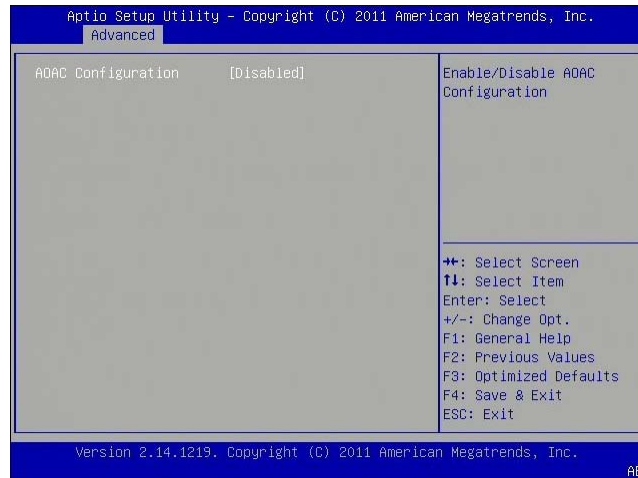 Aptio Setup Utility – Copyright (C) 2011 American Megatrends, Inc.
Advanced
AOAC Configuration [Disabled]
Enable/Disable AOAC
Configuration
→←: Select Screen
↑↓: Select Item
Enter: Select
+/-: Change Opt.
F1: General Help
F2: Previous Values
F3: Optimized Defaults
F4: Save & Exit
ESC: Exit
Version 2.14.1219. Copyright (C) 2011 American Megatrends, Inc.